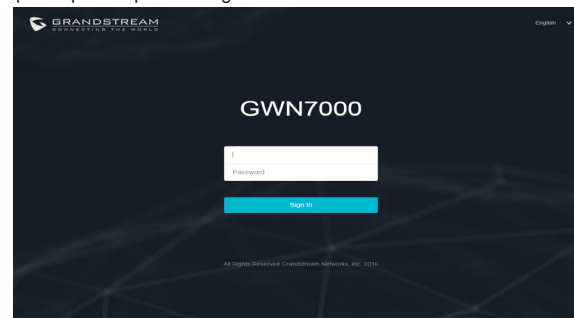 GRANDSTREAM
CONNECTING THE WORLD
English
GWN7000
Password
Sign In
All Rights Reserved Grandstream Networks, Inc. 2016